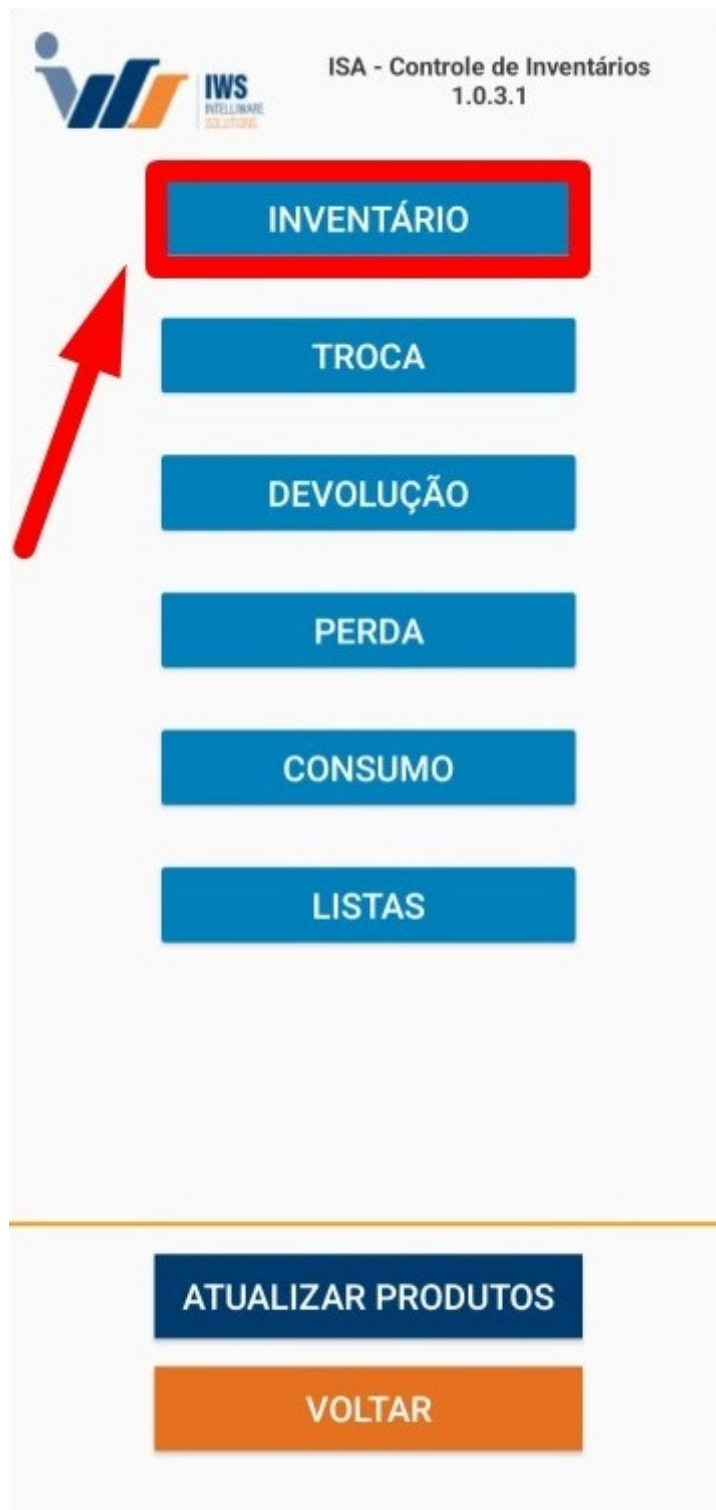 IWS
INTELLIWARE
SOLUTIONS
ISA - Controle de Inventários
1.0.3.1
INVENTÁRIO
TROCA
DEVOLUÇÃO
PERDA
CONSUMO
LISTAS
ATUALIZAR PRODUTOS
VOLTAR